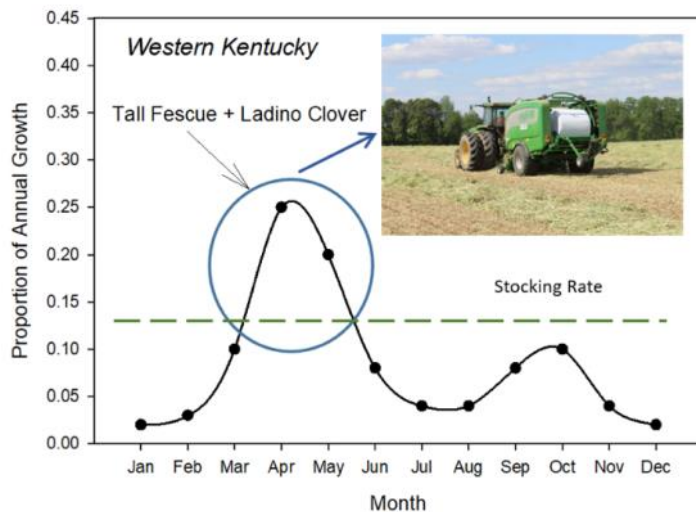 Western Kentucky
Tall Fescue + Ladino Clover
Stocking Rate
Proportion of Annual Growth
0.45
0.40
0.35
0.30
0.25
0.20
0.15
0.10
0.05
0.00
Jan Feb Mar Apr May Jun Jul Aug Sep Oct Nov Dec
Month